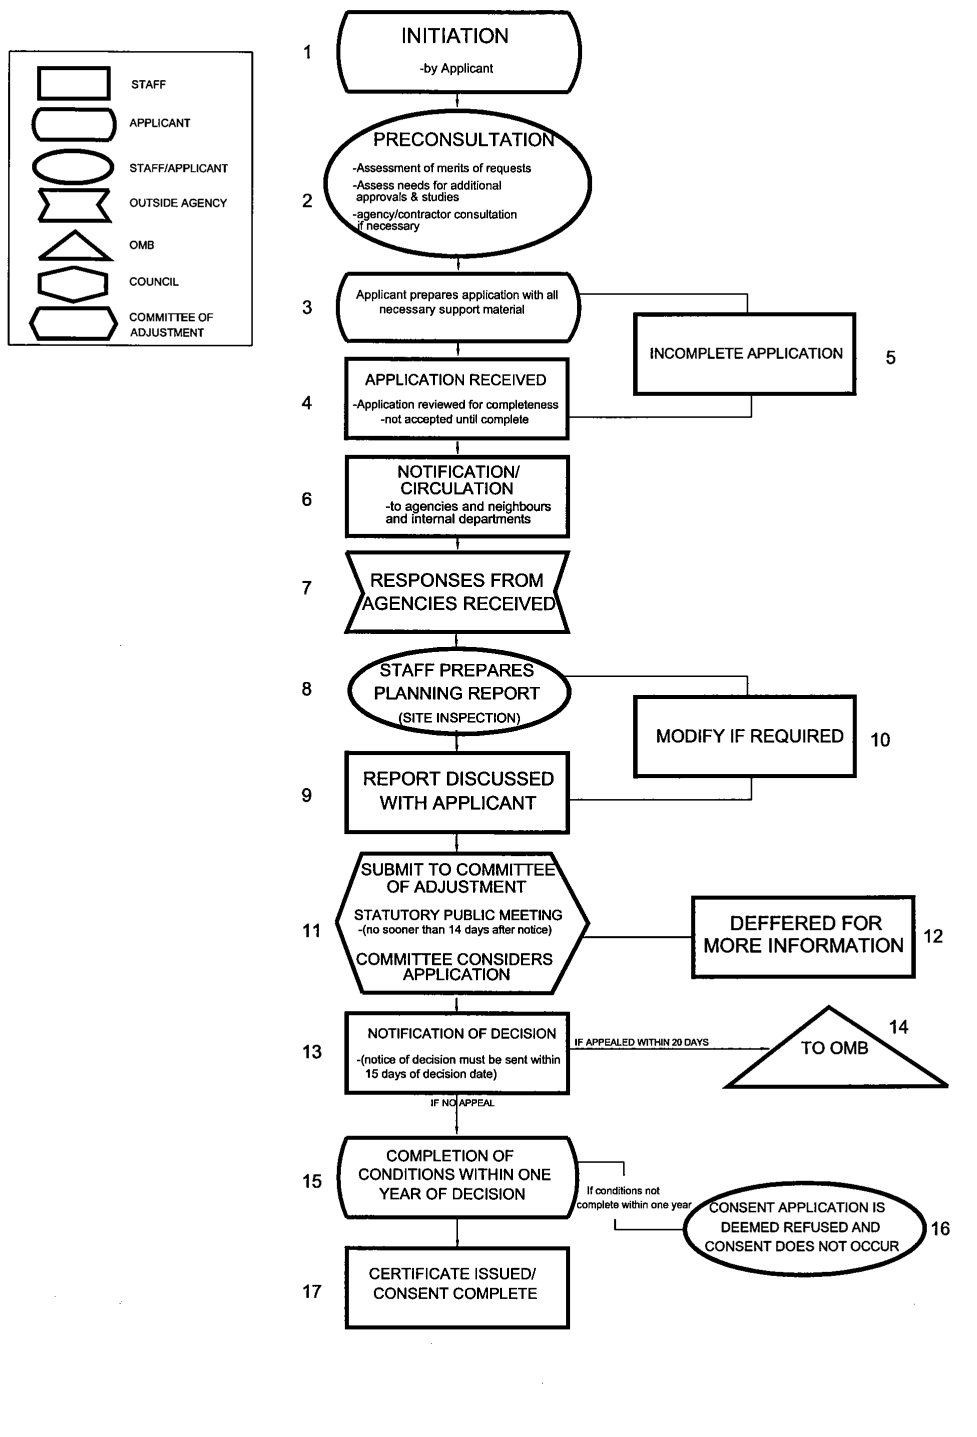 STAFF
APPLICANT
STAFF/APPLICANT
OUTSIDE AGENCY
OMB
COUNCIL
COMMITTEE OF
ADJUSTMENT
1
INITIATION
-by Applicant
2
PRECONSULTATION
-Assessment of merits of requests
-Assess needs for additional
approvals & studies
-agency/contractor consultation
if necessary
3
Applicant prepares application with all
necessary support material
INCOMPLETE APPLICATION
5
4
APPLICATION RECEIVED
-Application reviewed for completeness
-not accepted until complete
6
NOTIFICATION/
CIRCULATION
-to agencies and neighbours
and internal departments
7
RESPONSES FROM
AGENCIES RECEIVED
8
STAFF PREPARES
PLANNING REPORT
(SITE INSPECTION)
MODIFY IF REQUIRED
10
9
REPORT DISCUSSED
WITH APPLICANT
11
SUBMIT TO COMMITTEE
OF ADJUSTMENT
STATUTORY PUBLIC MEETING
-(no sooner than 14 days after notice)
COMMITTEE CONSIDERS
APPLICATION
DEFFERED FOR
MORE INFORMATION
12
13
NOTIFICATION OF DECISION
-(notice of decision must be sent within
15 days of decision date)
IF APPEALED WITHIN 20 DAYS
TO OMB
14
IF NO APPEAL
15
COMPLETION OF
CONDITIONS WITHIN ONE
YEAR OF DECISION
If conditions not
complete within one year
CONSENT APPLICATION IS
DEEMED REFUSED AND
CONSENT DOES NOT OCCUR
16
17
CERTIFICATE ISSUED/
CONSENT COMPLETE